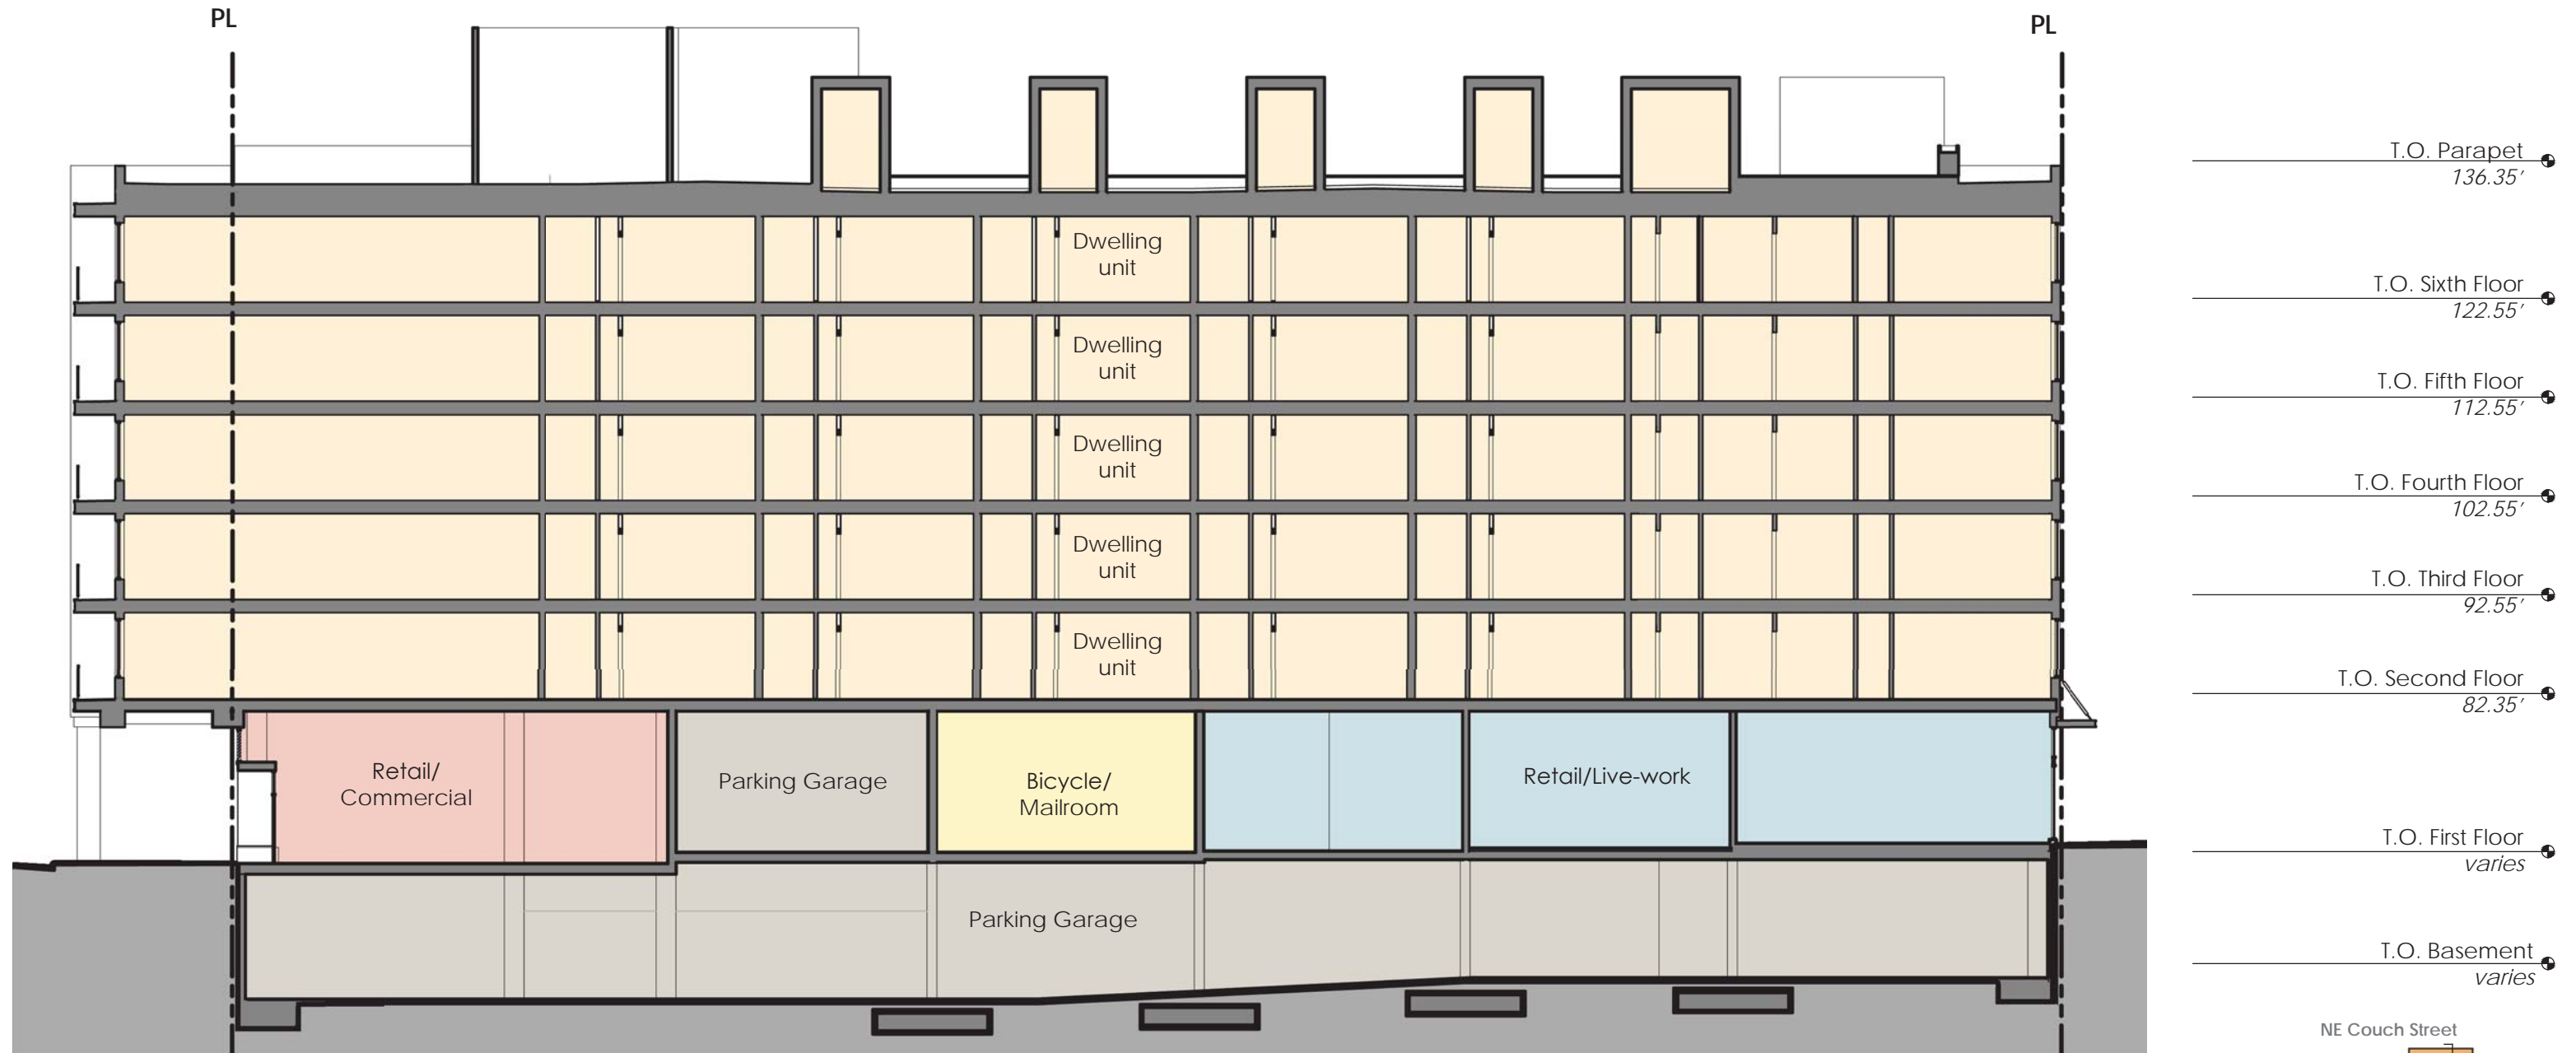 PL
PL
T.O. Parapet
136.35'
Dwelling
unit
T.O. Sixth Floor
122.55'
Dwelling
unit
T.O. Fifth Floor
112.55'
Dwelling
unit
T.O. Fourth Floor
102.55'
Dwelling
unit
T.O. Third Floor
92.55'
Dwelling
unit
T.O. Second Floor
82.35'
Retail/
Commercial
Parking Garage
Bicycle/
Mailroom
Retail/Live-work
T.O. First Floor
varies
Parking Garage
T.O. Basement
varies
NE Couch Street